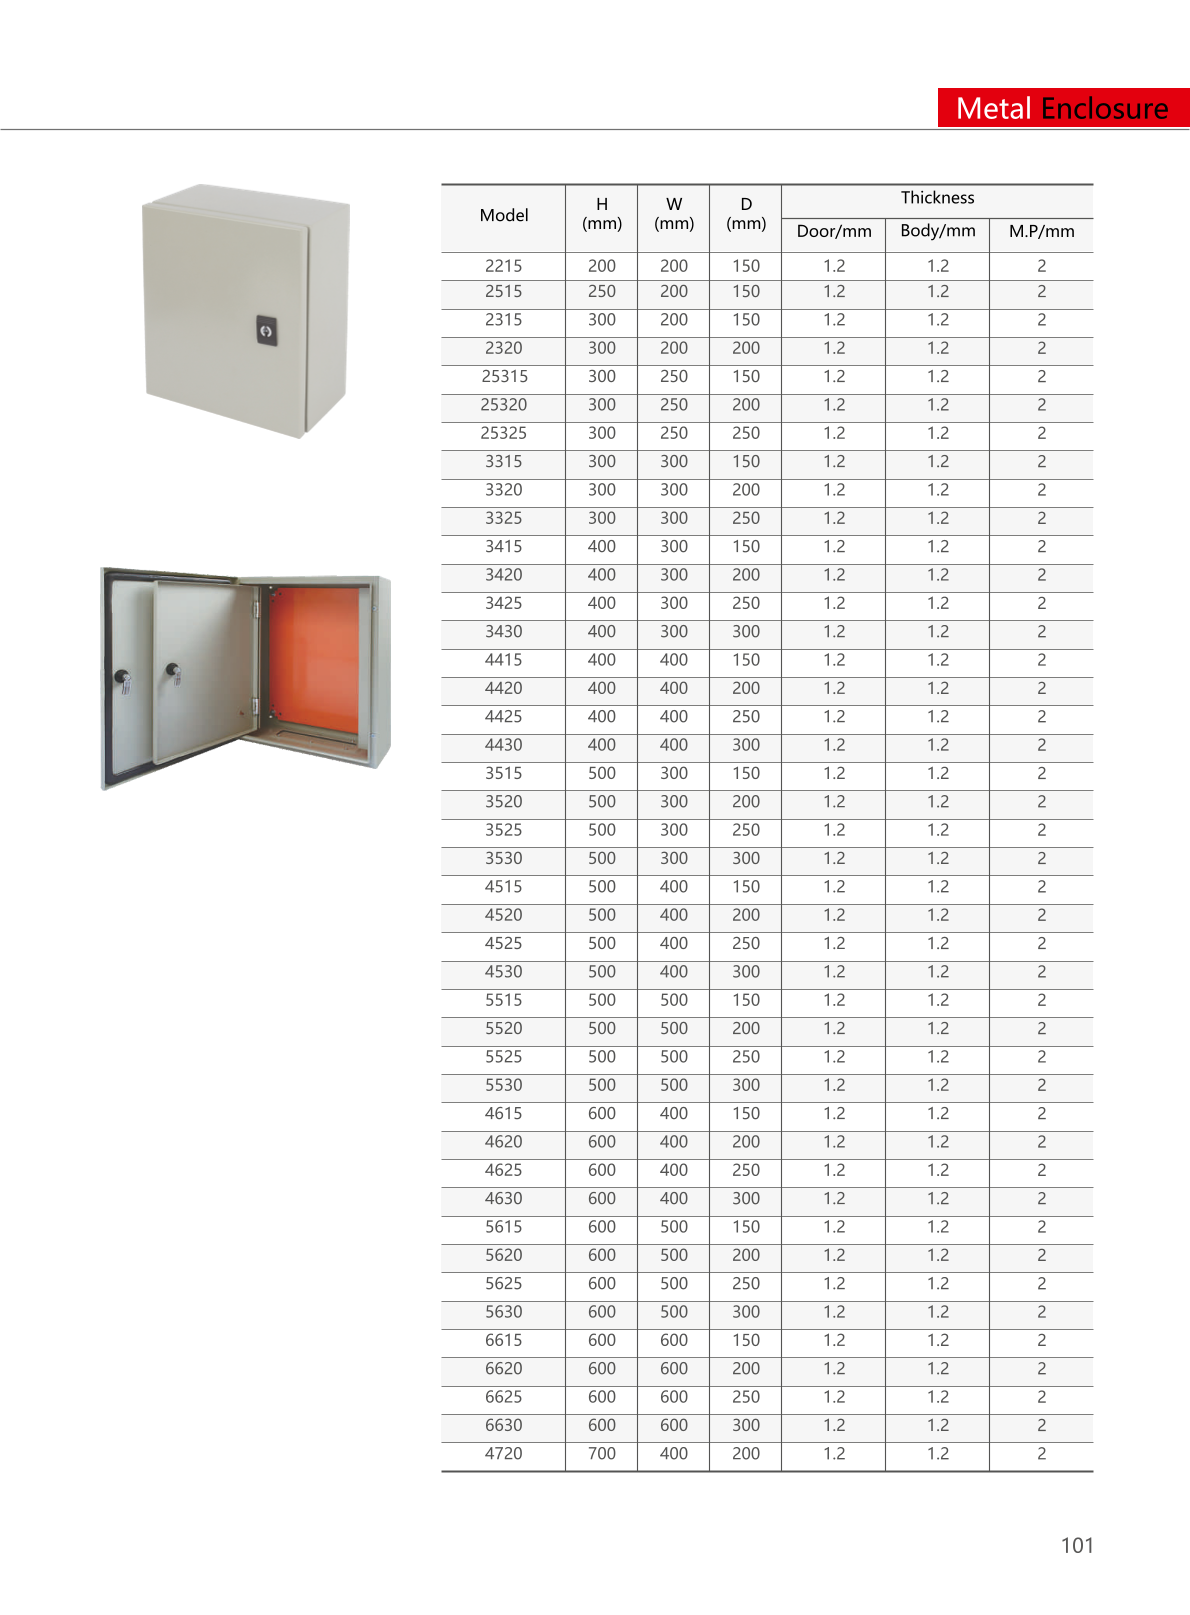 Metal Enclosure
Model H (mm) W (mm) D (mm) Thickness
Door/mm Body/mm M.P/mm
2215 200 200 150 1.2 1.2 2
2515 250 200 150 1.2 1.2 2
2315 300 200 150 1.2 1.2 2
2320 300 200 200 1.2 1.2 2
25315 300 250 150 1.2 1.2 2
25320 300 250 200 1.2 1.2 2
25325 300 250 250 1.2 1.2 2
3315 300 300 150 1.2 1.2 2
3320 300 300 200 1.2 1.2 2
3325 300 300 250 1.2 1.2 2
3415 400 300 150 1.2 1.2 2
3420 400 300 200 1.2 1.2 2
3425 400 300 250 1.2 1.2 2
3430 400 300 300 1.2 1.2 2
4415 400 400 150 1.2 1.2 2
4420 400 400 200 1.2 1.2 2
4425 400 400 250 1.2 1.2 2
4430 400 400 300 1.2 1.2 2
3515 500 300 150 1.2 1.2 2
3520 500 300 200 1.2 1.2 2
3525 500 300 250 1.2 1.2 2
3530 500 300 300 1.2 1.2 2
4515 500 400 150 1.2 1.2 2
4520 500 400 200 1.2 1.2 2
4525 500 400 250 1.2 1.2 2
4530 500 400 300 1.2 1.2 2
5515 500 500 150 1.2 1.2 2
5520 500 500 200 1.2 1.2 2
5525 500 500 250 1.2 1.2 2
5530 500 500 300 1.2 1.2 2
4615 600 400 150 1.2 1.2 2
4620 600 400 200 1.2 1.2 2
4625 600 400 250 1.2 1.2 2
4630 600 400 300 1.2 1.2 2
5615 600 500 150 1.2 1.2 2
5620 600 500 200 1.2 1.2 2
5625 600 500 250 1.2 1.2 2
5630 600 500 300 1.2 1.2 2
6615 600 600 150 1.2 1.2 2
6620 600 600 200 1.2 1.2 2
6625 600 600 250 1.2 1.2 2
6630 600 600 300 1.2 1.2 2
4720 700 400 200 1.2 1.2 2
101